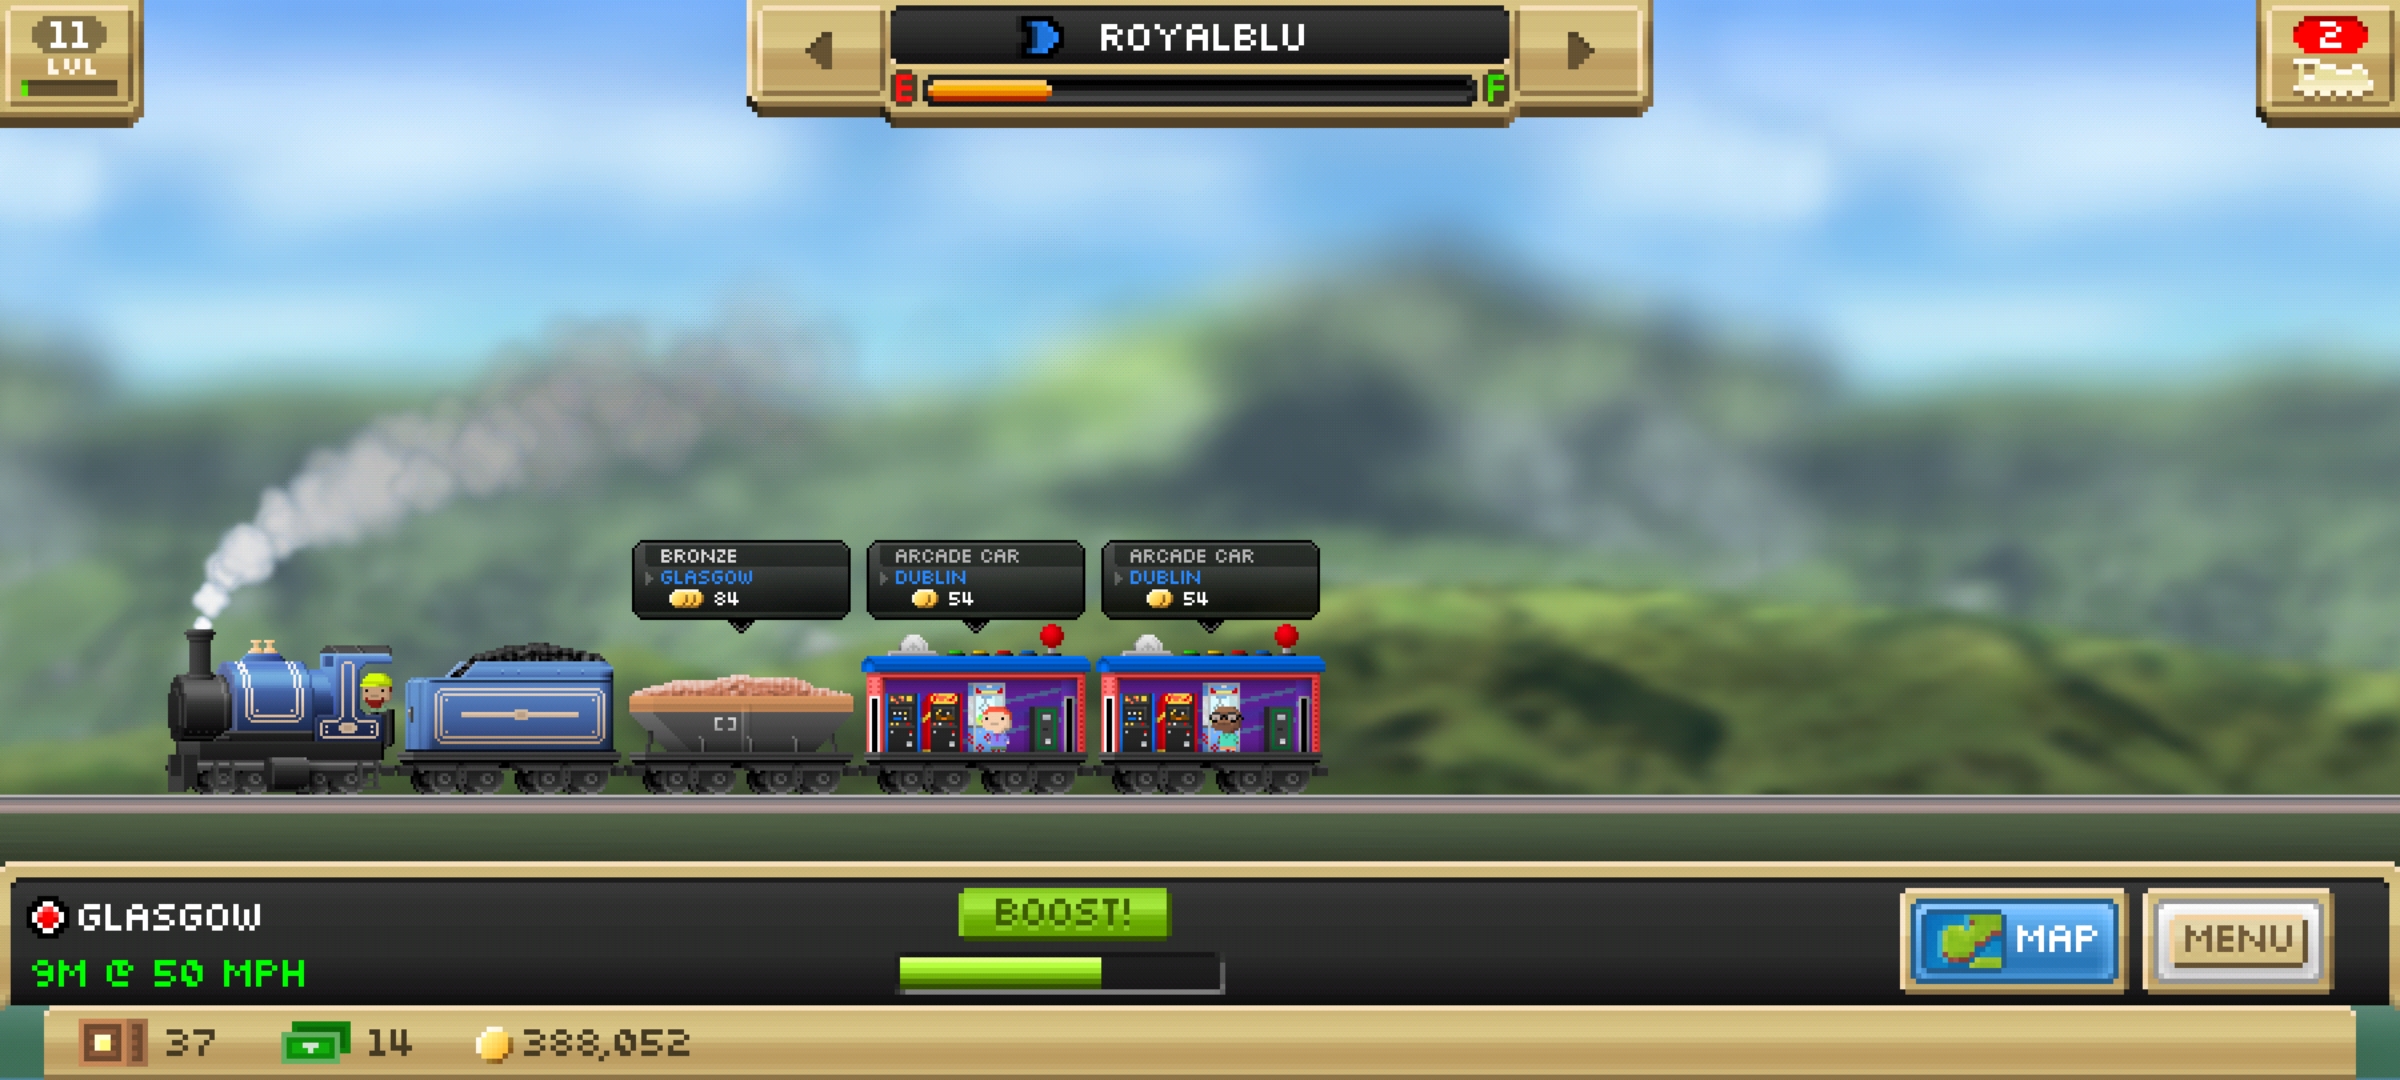 11
LVL
ROYALBLU
E F
2
BRONZE
GLASGOW
84
ARCADE CAR
DUBLIN
54
ARCADE CAR
DUBLIN
54
GLASGOW
9M @ 50 MPH
BOOST!
MAP
MENU
37
14
388,052